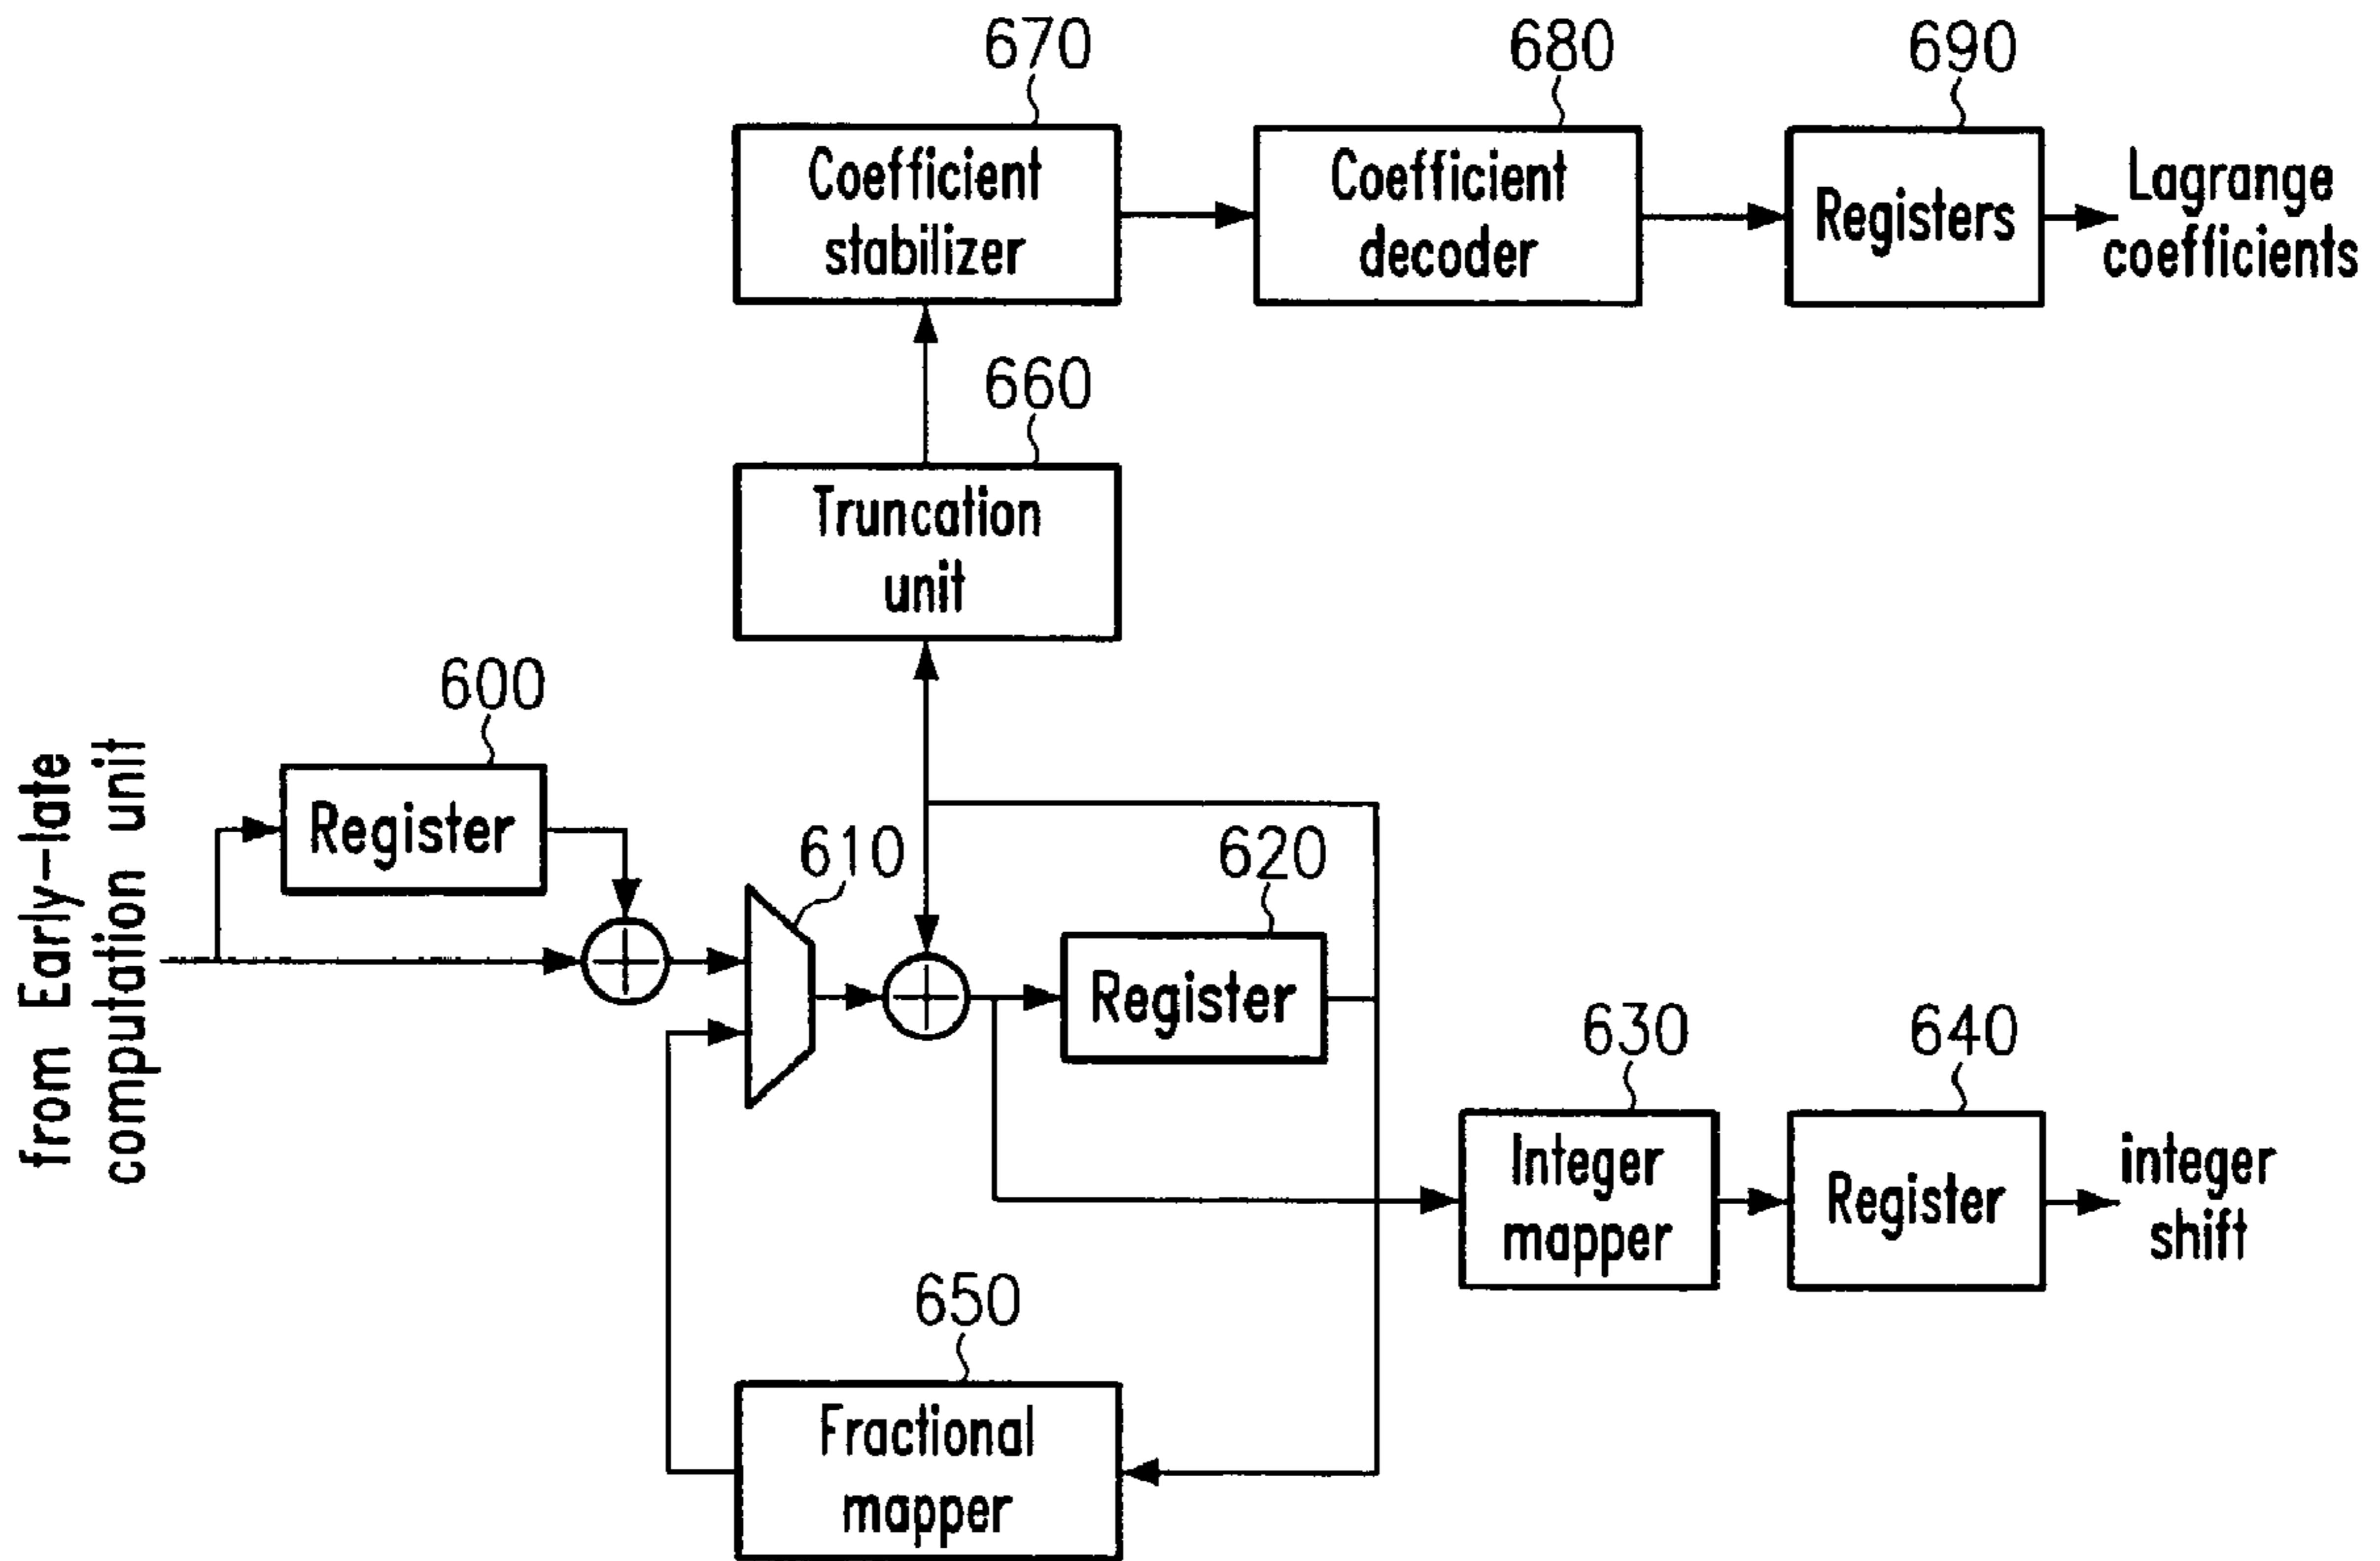 670
680
690
Coefficient
stabilizer
Coefficient
decoder
Registers
Lagrange
coefficients
660
Truncation
unit
from Early-late
computation unit
600
Register
610
620
Register
630
640
Integer
mapper
Register
integer
shift
650
Fractional
mapper